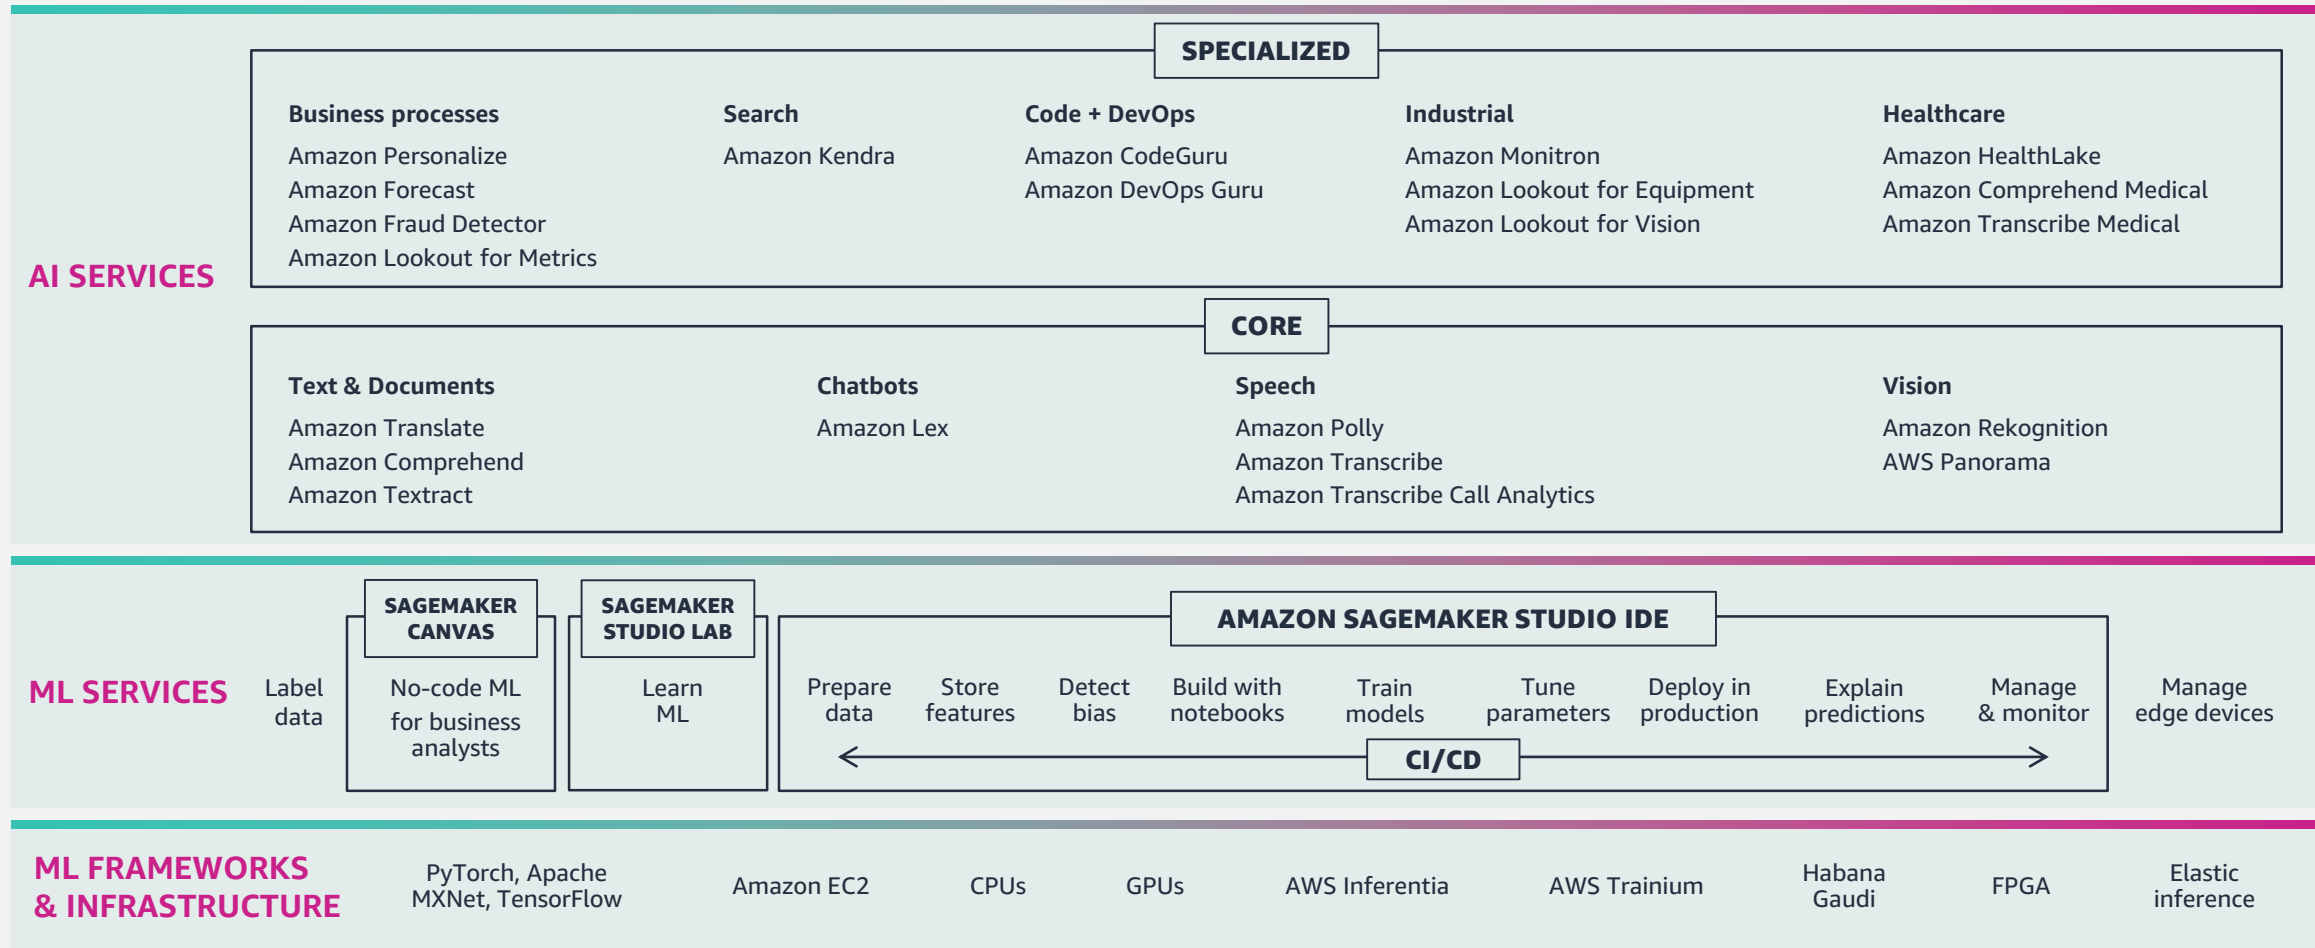 AI SERVICES
SPECIALIZED
Business processes
Amazon Personalize
Amazon Forecast
Amazon Fraud Detector
Amazon Lookout for Metrics
Search
Amazon Kendra
Code + DevOps
Amazon CodeGuru
Amazon DevOps Guru
Industrial
Amazon Monitron
Amazon Lookout for Equipment
Amazon Lookout for Vision
Healthcare
Amazon HealthLake
Amazon Comprehend Medical
Amazon Transcribe Medical
CORE
Text & Documents
Amazon Translate
Amazon Comprehend
Amazon Textract
Chatbots
Amazon Lex
Speech
Amazon Polly
Amazon Transcribe
Amazon Transcribe Call Analytics
Vision
Amazon Rekognition
AWS Panorama
ML SERVICES
Label
data
SAGEMAKER
CANVAS
No-code ML
for business
analysts
SAGEMAKER
STUDIO LAB
Learn
ML
AMAZON SAGEMAKER STUDIO IDE
Prepare
data
Store
features
Detect
bias
Build with
notebooks
Train
models
Tune
parameters
Deploy in
production
Explain
predictions
Manage
& monitor
CI/CD
Manage
edge devices
ML FRAMEWORKS
& INFRASTRUCTURE
PyTorch, Apache
MXNet, TensorFlow
Amazon EC2
CPUs
GPUs
AWS Inferentia
AWS Trainium
Habana
Gaudi
FPGA
Elastic
inference